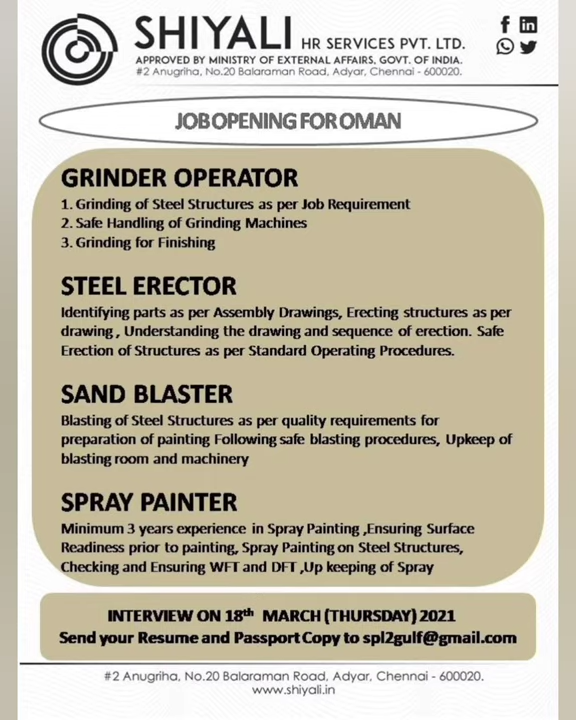 SHIYALI HR SERVICES PVT. LTD.
APPROVED BY MINISTRY OF EXTERNAL AFFAIRS, GOVT. OF INDIA.
#2 Anugriha, No.20 Balaraman Road, Adyar, Chennai - 600020.
JOB OPENING FOR OMAN
GRINDER OPERATOR
1. Grinding of Steel Structures as per Job Requirement
2. Safe Handling of Grinding Machines
3. Grinding for Finishing
STEEL ERECTOR
Identifying parts as per Assembly Drawings, Erecting structures as per
drawing , Understanding the drawing and sequence of erection. Safe
Erection of Structures as per Standard Operating Procedures.
SAND BLASTER
Blasting of Steel Structures as per quality requirements for
preparation of painting Following safe blasting procedures, Upkeep of
blasting room and machinery
SPRAY PAINTER
Minimum 3 years experience in Spray Painting ,Ensuring Surface
Readiness prior to painting, Spray Painting on Steel Structures,
Checking and Ensuring WFT and DFT ,Up keeping of Spray
INTERVIEW ON 18th MARCH (THURSDAY) 2021
Send your Resume and Passport Copy to spl2gulf@gmail.com
#2 Anugriha, No.20 Balaraman Road, Adyar, Chennai - 600020.
www.shiyali.in